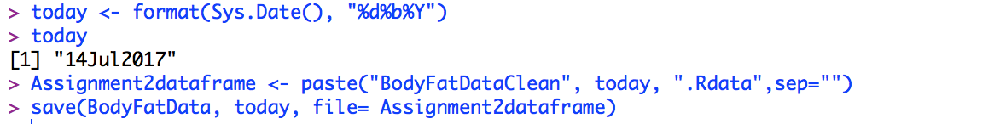 > today <- format(Sys.Date(), "%d%b%Y")
> today
[1] "14Jul2017"
> Assignment2dataframe <- paste("BodyFatDataClean", today, ".Rdata",sep="")
> save(BodyFatData, today, file= Assignment2dataframe)